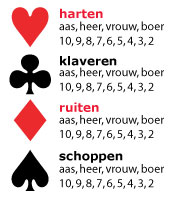 harten
aas, heer, vrouw, boer
10, 9, 8, 7, 6, 5, 4, 3, 2
klaveren
aas, heer, vrouw, boer
10, 9, 8, 7, 6, 5, 4, 3, 2
ruiten
aas, heer, vrouw, boer
10, 9, 8, 7, 6, 5, 4, 3, 2
schoppen
aas, heer, vrouw, boer
10, 9, 8, 7, 6, 5, 4, 3, 2